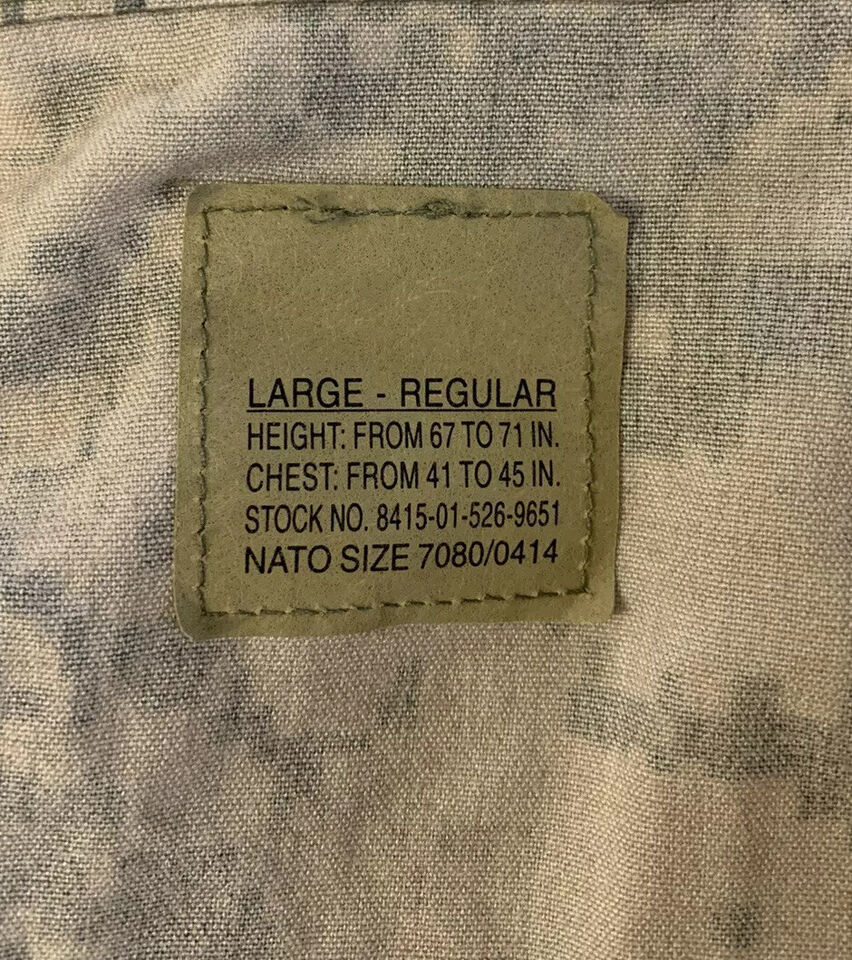 LARGE - REGULAR
HEIGHT: FROM 67 TO 71 IN.
CHEST: FROM 41 TO 45 IN.
STOCK NO. 8415-01-526-9651
NATO SIZE 7080/0414